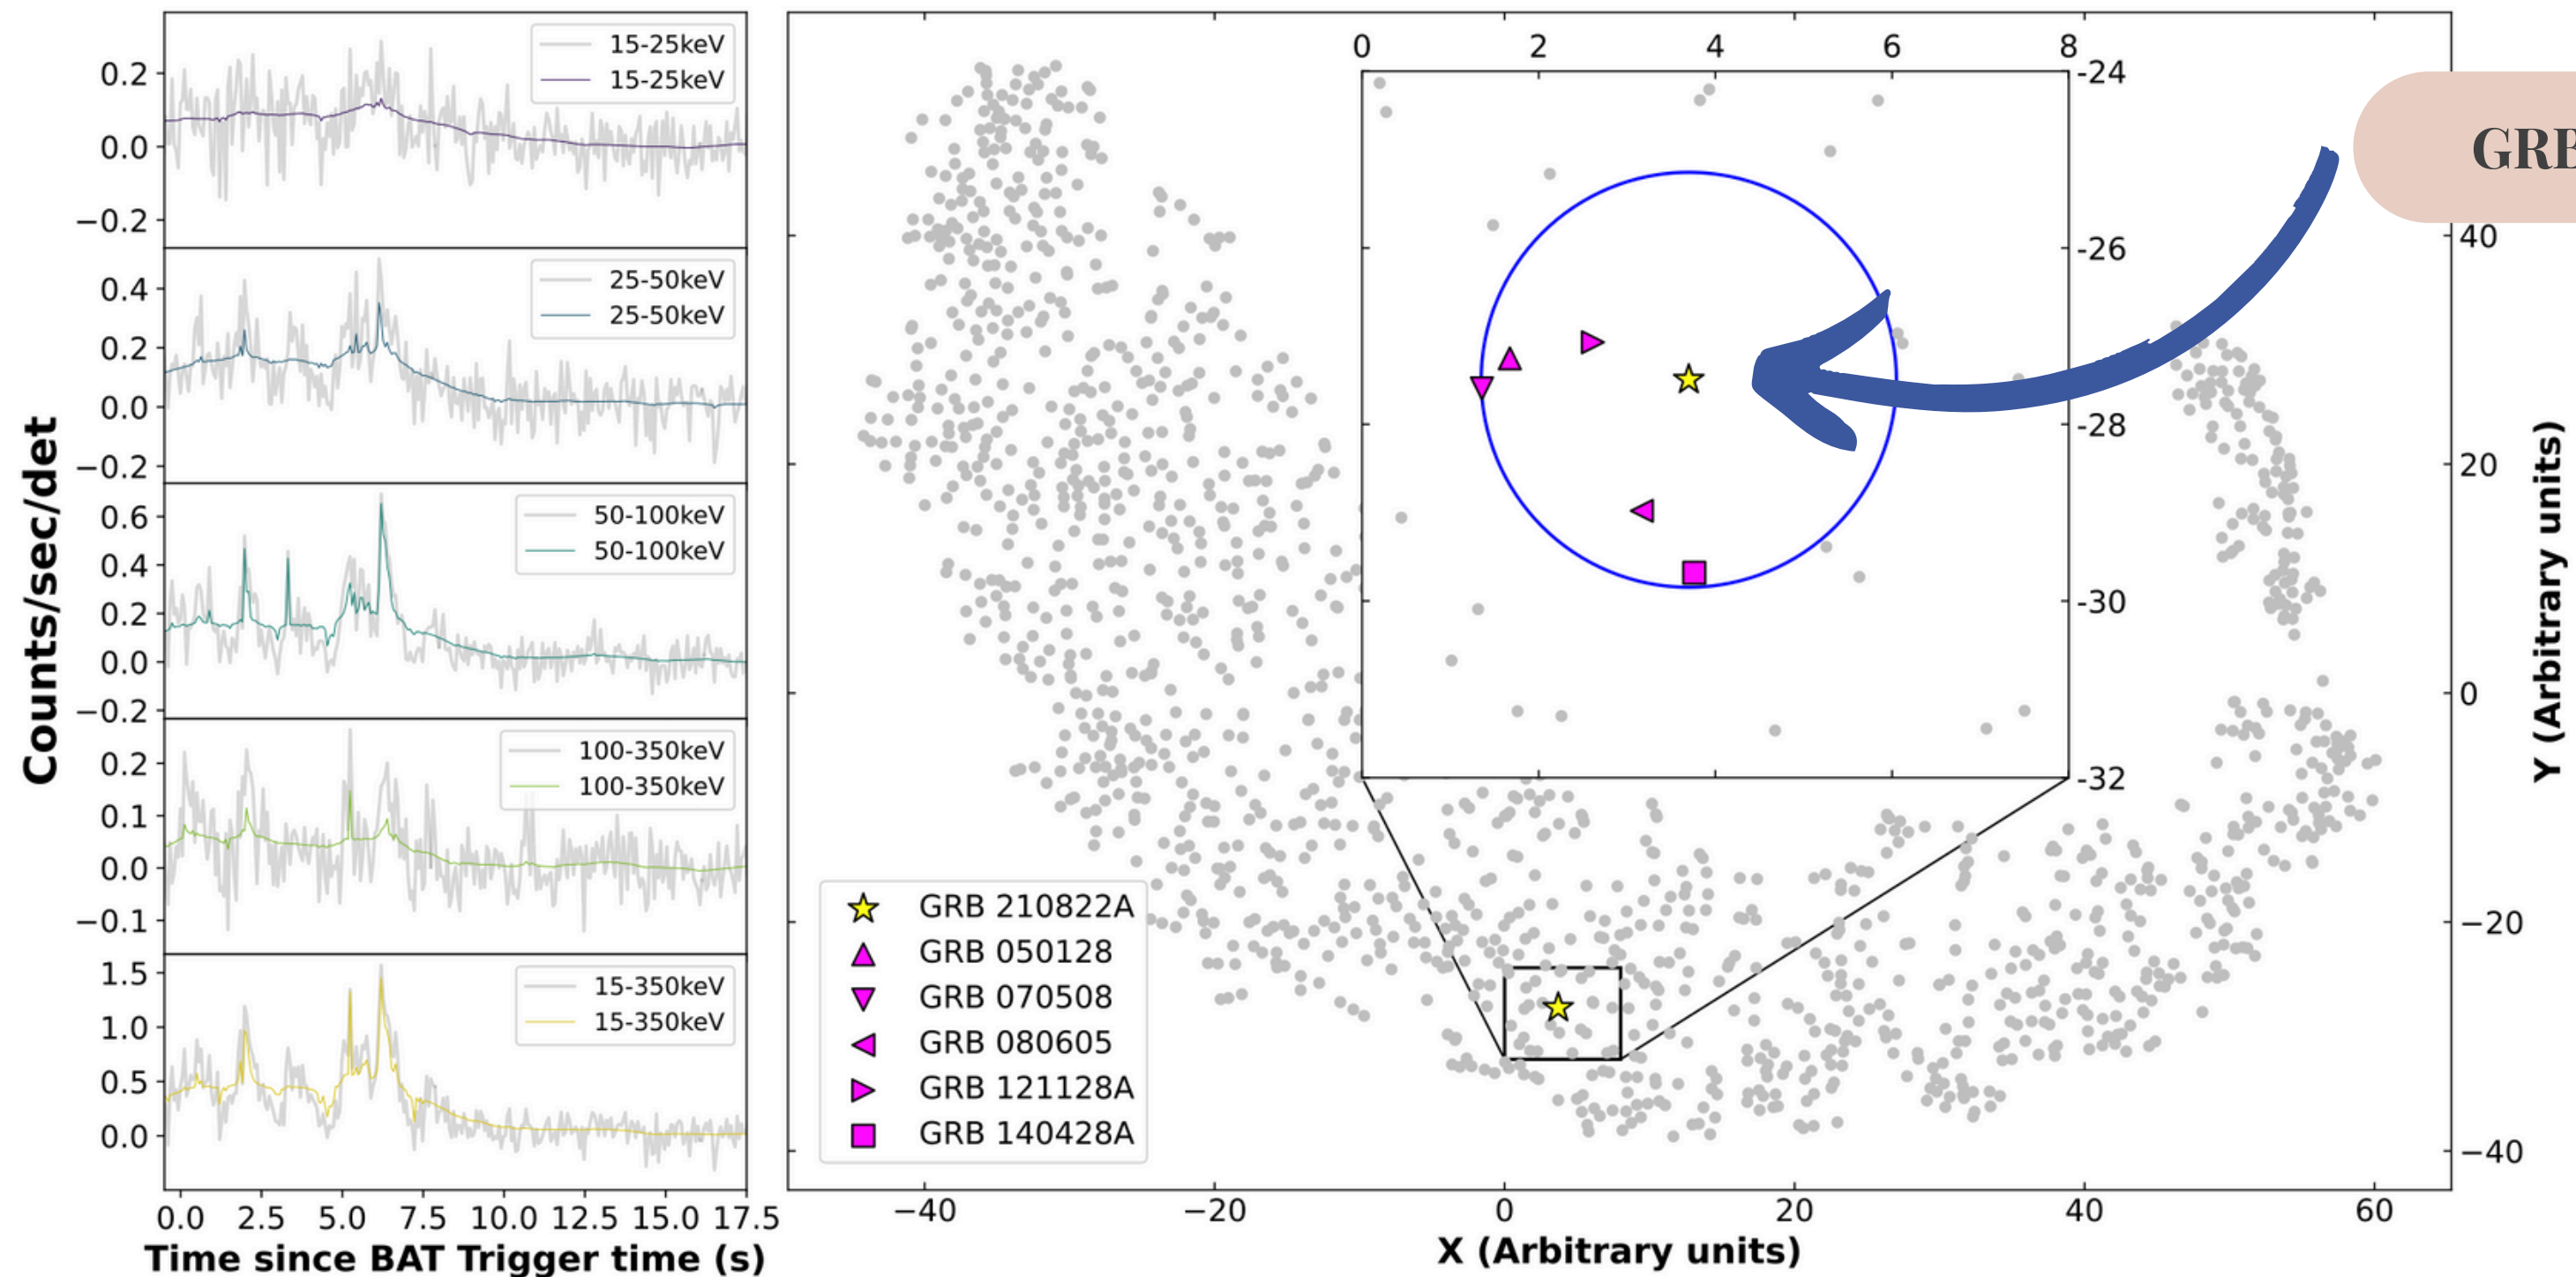 Counts/sec/det
0.2
0.0
−0.2
15-25keV
15-25keV
0.4
0.2
0.0
−0.2
25-50keV
25-50keV
0.6
0.4
0.2
0.0
−0.2
50-100keV
50-100keV
0.2
0.1
0.0
−0.1
100-350keV
100-350keV
1.5
1.0
0.5
0.0
15-350keV
15-350keV
0.0 2.5 5.0 7.5 10.0 12.5 15.0 17.5
Time since BAT Trigger time (s)
0 2 4 6 8
-24
-26
-28
-30
-32
GRB
GRB 210822A
GRB 050128
GRB 070508
GRB 080605
GRB 121128A
GRB 140428A
40
20
0
−20
−40
Y (Arbitrary units)
−40 −20 0 20 40 60
X (Arbitrary units)